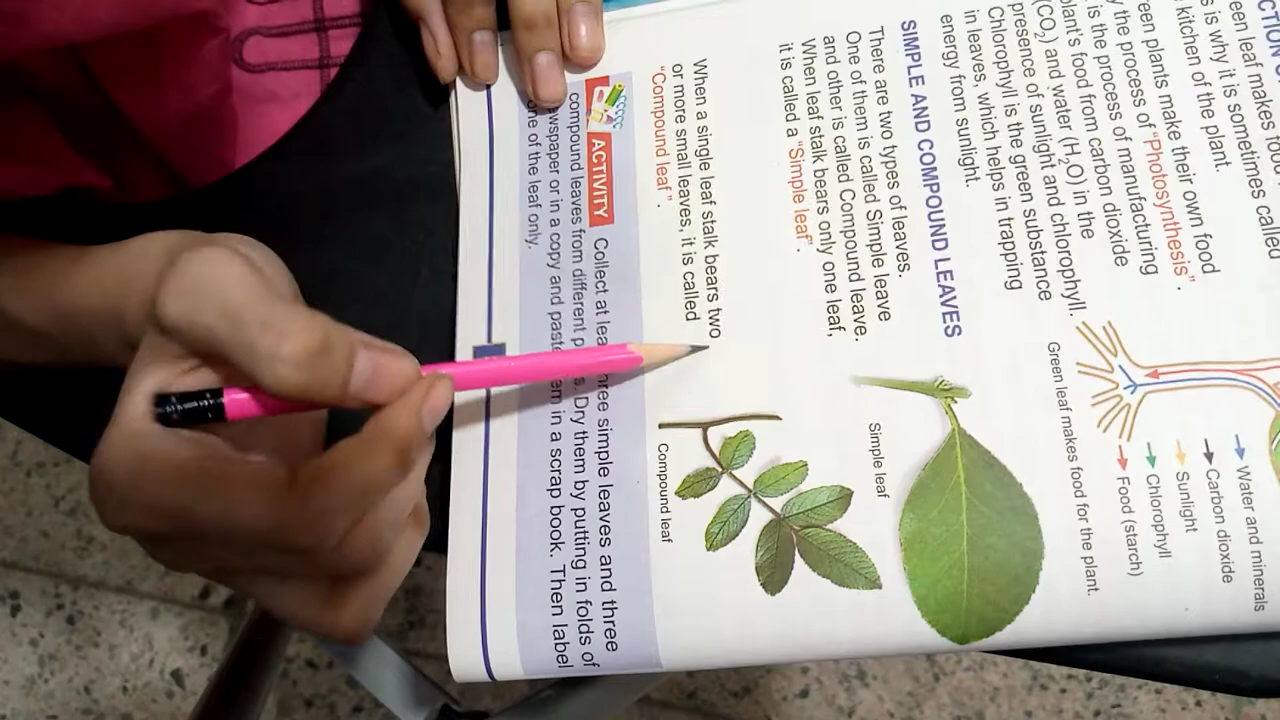 CTION
een leaf makes food
is why it is sometimes called
kitchen of the plant.
een plants make their own food
the process of "Photosynthesis".
is the process of manufacturing
plant's food from carbon dioxide
(CO2) and water (H2O) in the
presence of sunlight and chlorophyll.
Chlorophyll is the green substance
in leaves, which helps in trapping
energy from sunlight.
Water and minerals
Carbon dioxide
Sunlight
Chlorophyll
Food (starch)
Green leaf makes food for the plant.
SIMPLE AND COMPOUND LEAVES
There are two types of leaves.
One of them is called Simple leave
and other is called Compound leave.
When leaf stalk bears only one leaf,
it is called a "Simple leaf".
Simple leaf
When a single leaf stalk bears two
or more small leaves, it is called
"Compound leaf".
Compound leaf
ACTIVITY Collect at lea hree simple leaves and three
compound leaves from different p s. Dry them by putting in folds of
ewspaper or in a copy and paste em in a scrap book. Then label
one of the leaf only.